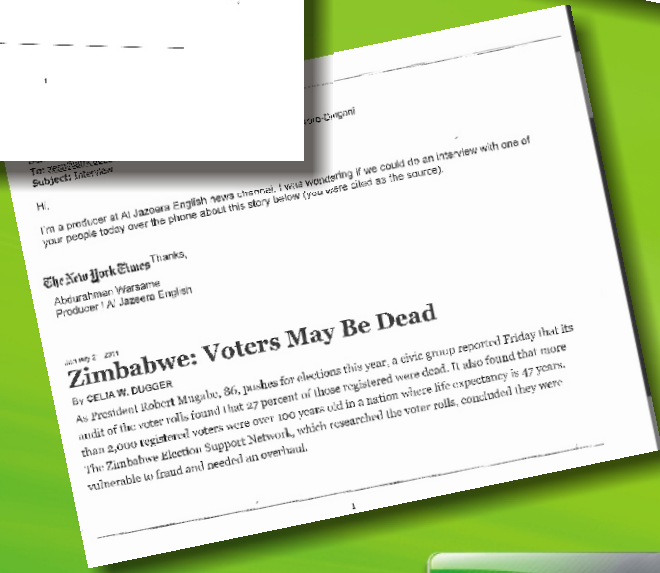 Subject: Interview
Hi,
I'm a producer at Al Jazeera English news channel. I was wondering if we could do an interview with one of
your people today over the phone about this story below (you were cited as the source).
The New York Times Thanks,
Abdurahman Warsame
Producer | Al Jazeera English
Zimbabwe: Voters May Be Dead
By CELIA W. DUGGER
As President Robert Mugabe, 86, pushes for elections this year, a civic group reported Friday that its
audit of the voter rolls found that 27 percent of those registered were dead. It also found that more
than 2,000 registered voters were over 100 years old in a nation where life expectancy is 47 years.
The Zimbabwe Election Support Network, which researched the voter rolls, concluded they were
vulnerable to fraud and needed an overhaul.
1